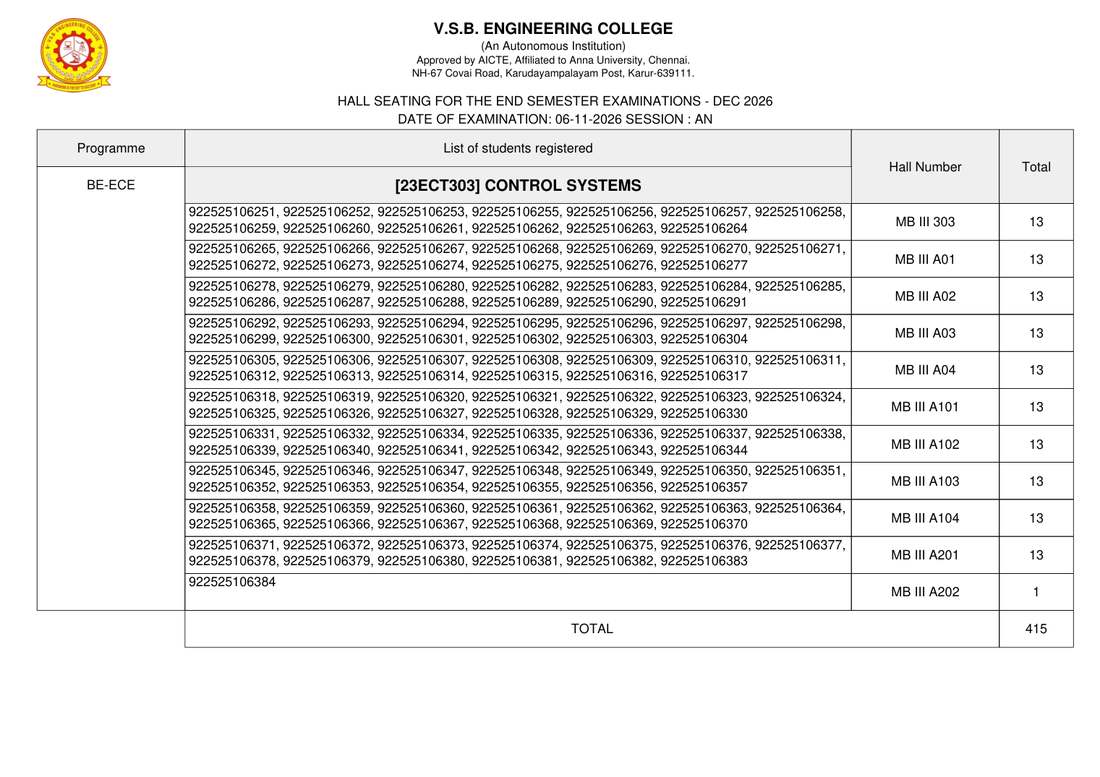 V.S.B. ENGINEERING COLLEGE
(An Autonomous Institution)
Approved by AICTE, Affiliated to Anna University, Chennai.
NH-67 Covai Road, Karudayampalayam Post, Karur-639111.
HALL SEATING FOR THE END SEMESTER EXAMINATIONS - DEC 2026
DATE OF EXAMINATION: 06-11-2026 SESSION : AN
Programme List of students registered Hall Number Total
BE-ECE [23ECT303] CONTROL SYSTEMS
922525106251, 922525106252, 922525106253, 922525106255, 922525106256, 922525106257, 922525106258,
922525106259, 922525106260, 922525106261, 922525106262, 922525106263, 922525106264
MB III 303 13
922525106265, 922525106266, 922525106267, 922525106268, 922525106269, 922525106270, 922525106271,
922525106272, 922525106273, 922525106274, 922525106275, 922525106276, 922525106277
MB III A01 13
922525106278, 922525106279, 922525106280, 922525106282, 922525106283, 922525106284, 922525106285,
922525106286, 922525106287, 922525106288, 922525106289, 922525106290, 922525106291
MB III A02 13
922525106292, 922525106293, 922525106294, 922525106295, 922525106296, 922525106297, 922525106298,
922525106299, 922525106300, 922525106301, 922525106302, 922525106303, 922525106304
MB III A03 13
922525106305, 922525106306, 922525106307, 922525106308, 922525106309, 922525106310, 922525106311,
922525106312, 922525106313, 922525106314, 922525106315, 922525106316, 922525106317
MB III A04 13
922525106318, 922525106319, 922525106320, 922525106321, 922525106322, 922525106323, 922525106324,
922525106325, 922525106326, 922525106327, 922525106328, 922525106329, 922525106330
MB III A101 13
922525106331, 922525106332, 922525106334, 922525106335, 922525106336, 922525106337, 922525106338,
922525106339, 922525106340, 922525106341, 922525106342, 922525106343, 922525106344
MB III A102 13
922525106345, 922525106346, 922525106347, 922525106348, 922525106349, 922525106350, 922525106351,
922525106352, 922525106353, 922525106354, 922525106355, 922525106356, 922525106357
MB III A103 13
922525106358, 922525106359, 922525106360, 922525106361, 922525106362, 922525106363, 922525106364,
922525106365, 922525106366, 922525106367, 922525106368, 922525106369, 922525106370
MB III A104 13
922525106371, 922525106372, 922525106373, 922525106374, 922525106375, 922525106376, 922525106377,
922525106378, 922525106379, 922525106380, 922525106381, 922525106382, 922525106383
MB III A201 13
922525106384
MB III A202 1
TOTAL 415